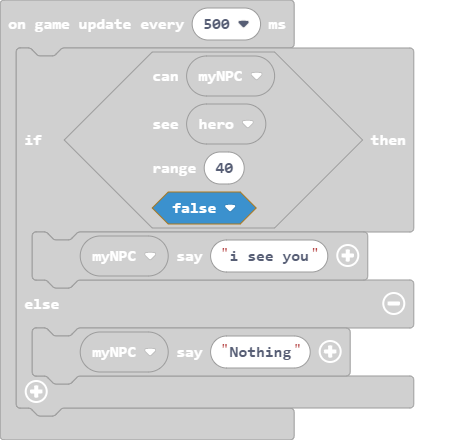 on game update every 500 ms
can myNPC
see hero
if then
range 40
false
myNPC say "i see you"
else
myNPC say "Nothing"